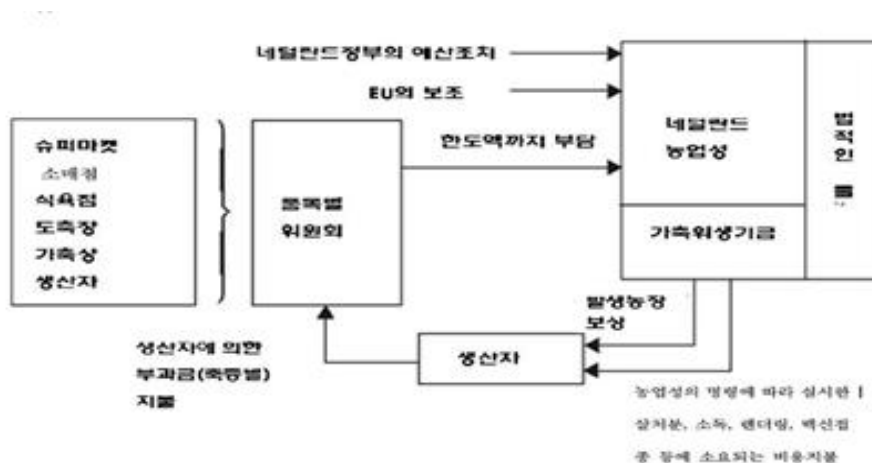 네덜란드정부의 예산조치
EU의 보조
한도액까지 부담
슈퍼마켓
소매점
식육점
도축장
가축상
생산자
품목별
위원회
네덜란드
농업성
가축위생기금
법적인 틀
발생농장
보상
생산자
생산자에 의한
부과금(축종별)
지불
농업성의 명령에 따라 실시한
살처분, 소독, 렌더링, 백신접
종 등에 소요되는 비용지불